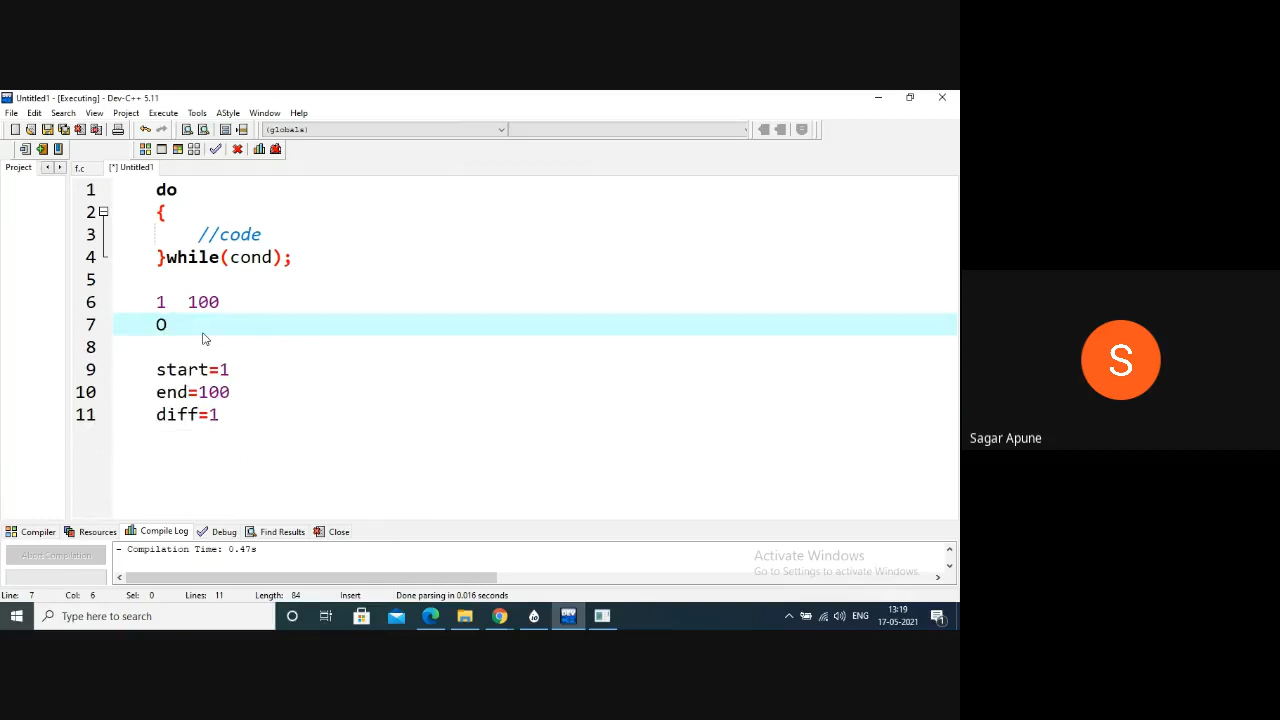 Untitled1 - [Executing] - Dev-C++ 5.11
File Edit Search View Project Execute Tools AStyle Window Help
(globals)
Project f.c [*] Untitled1
1 do
2 {
3 //code
4 }while(cond);
5
6 1 100
7 O
8
9 start=1
10 end=100
11 diff=1
S
Sagar Apune
Compiler Resources Compile Log Debug Find Results Close
Abort Compilation
- Compilation Time: 0.47s
Activate Windows
Go to Settings to activate Windows.
Line: 7 Col: 6 Sel: 0 Lines: 11 Length: 84 Insert Done parsing in 0.016 seconds
Type here to search
DEV
ENG
13:19
17-05-2021
1